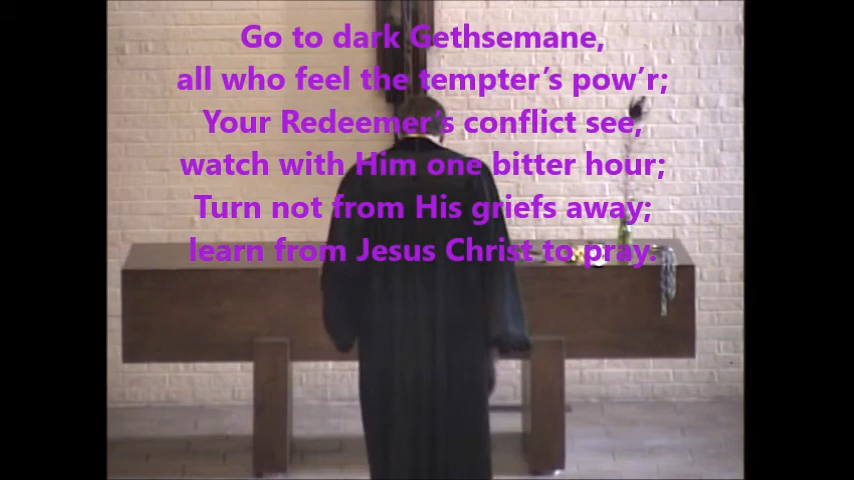 Go to dark Gethsemane,
all who feel the tempter’s pow’r;
Your Redeemer’s conflict see,
watch with Him one bitter hour;
Turn not from His griefs away;
learn from Jesus Christ to pray.